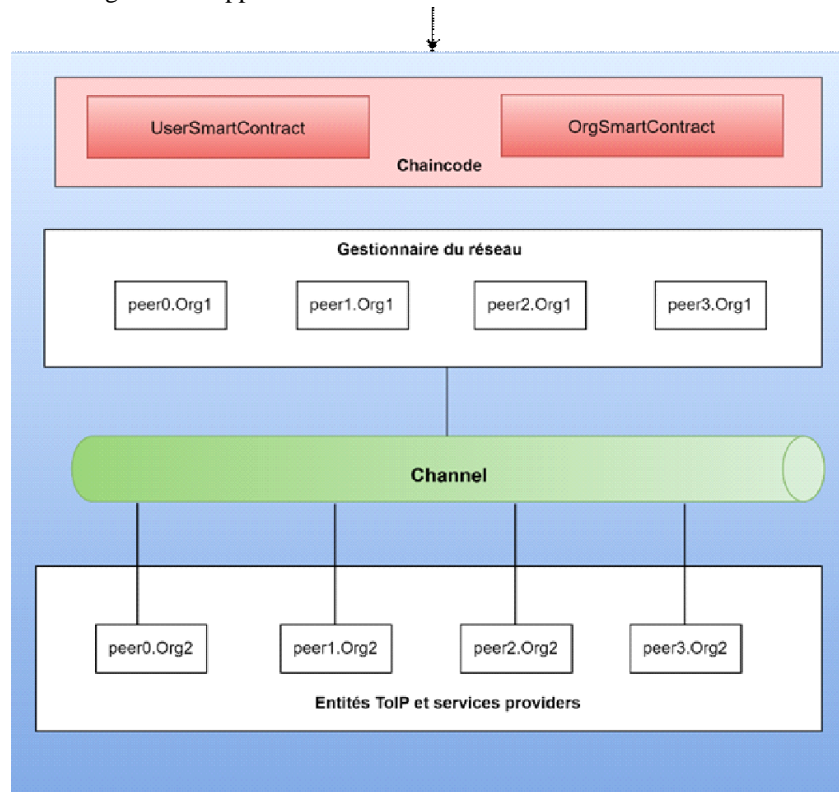 UserSmartContract
OrgSmartContract
Chaincode
Gestionnaire du réseau
peer0.Org1
peer1.Org1
peer2.Org1
peer3.Org1
Channel
peer0.Org2
peer1.Org2
peer2.Org2
peer3.Org2
Entités ToIP et services providers